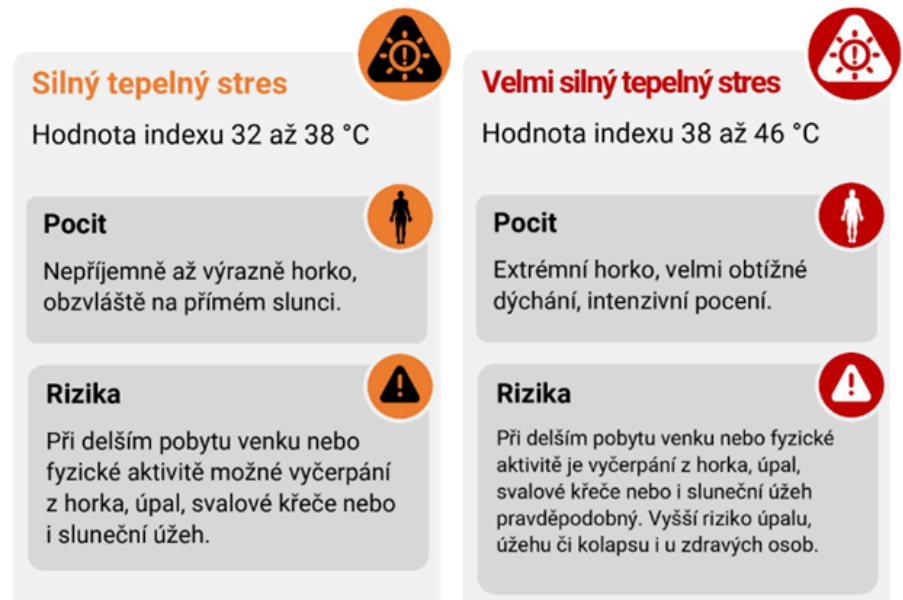 Silný tepelný stres
Hodnota indexu 32 až 38 °C
Pocit
Nepříjemně až výrazně horko,
obzvláště na přímém slunci.
Rizika
Při delším pobytu venku nebo
fyzické aktivitě možné vyčerpání
z horka, úpal, svalové křeče nebo
i sluneční úžeh.
Velmi silný tepelný stres
Hodnota indexu 38 až 46 °C
Pocit
Extrémní horko, velmi obtížné
dýchání, intenzivní pocení.
Rizika
Při delším pobytu venku nebo fyzické
aktivitě je vyčerpání z horka, úpal,
svalové křeče nebo i sluneční úžeh
pravděpodobný. Vyšší riziko úpalu,
úžehu či kolapsu i u zdravých osob.